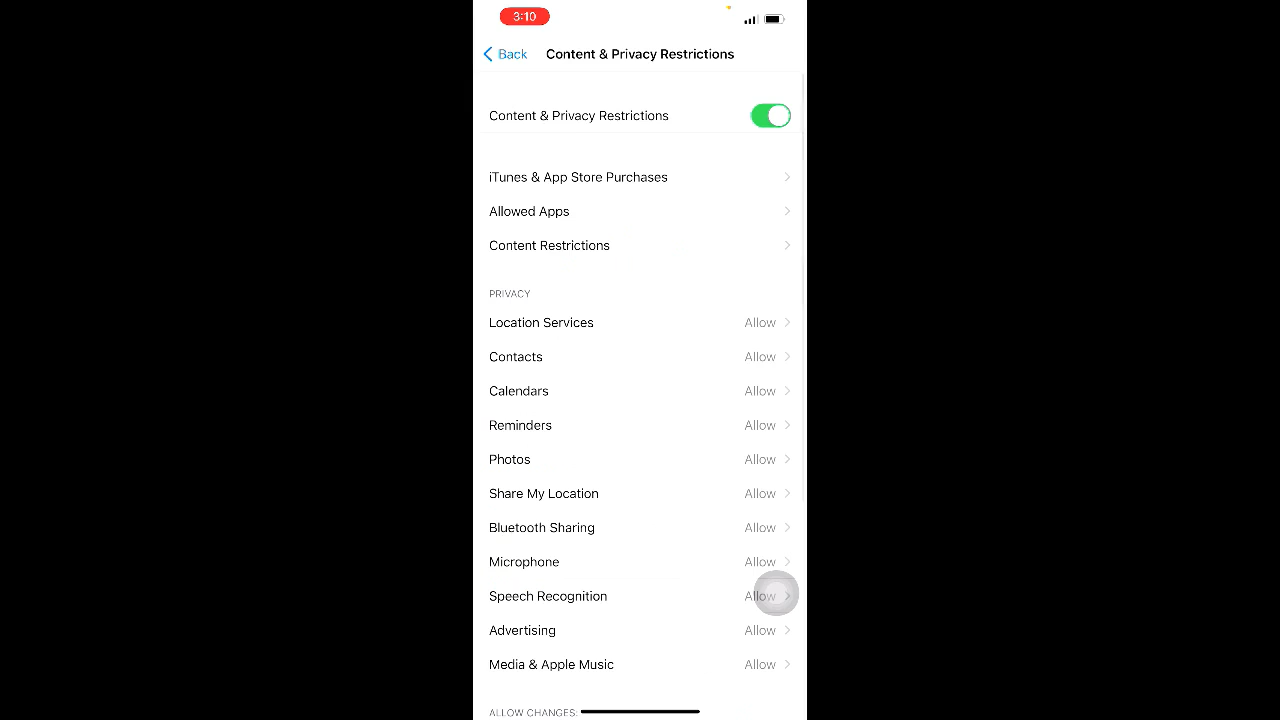 3:10
Back Content & Privacy Restrictions
Content & Privacy Restrictions
iTunes & App Store Purchases
Allowed Apps
Content Restrictions
PRIVACY
Location Services Allow
Contacts Allow
Calendars Allow
Reminders Allow
Photos Allow
Share My Location Allow
Bluetooth Sharing Allow
Microphone Allow
Speech Recognition Allow
Advertising Allow
Media & Apple Music Allow
ALLOW CHANGES: